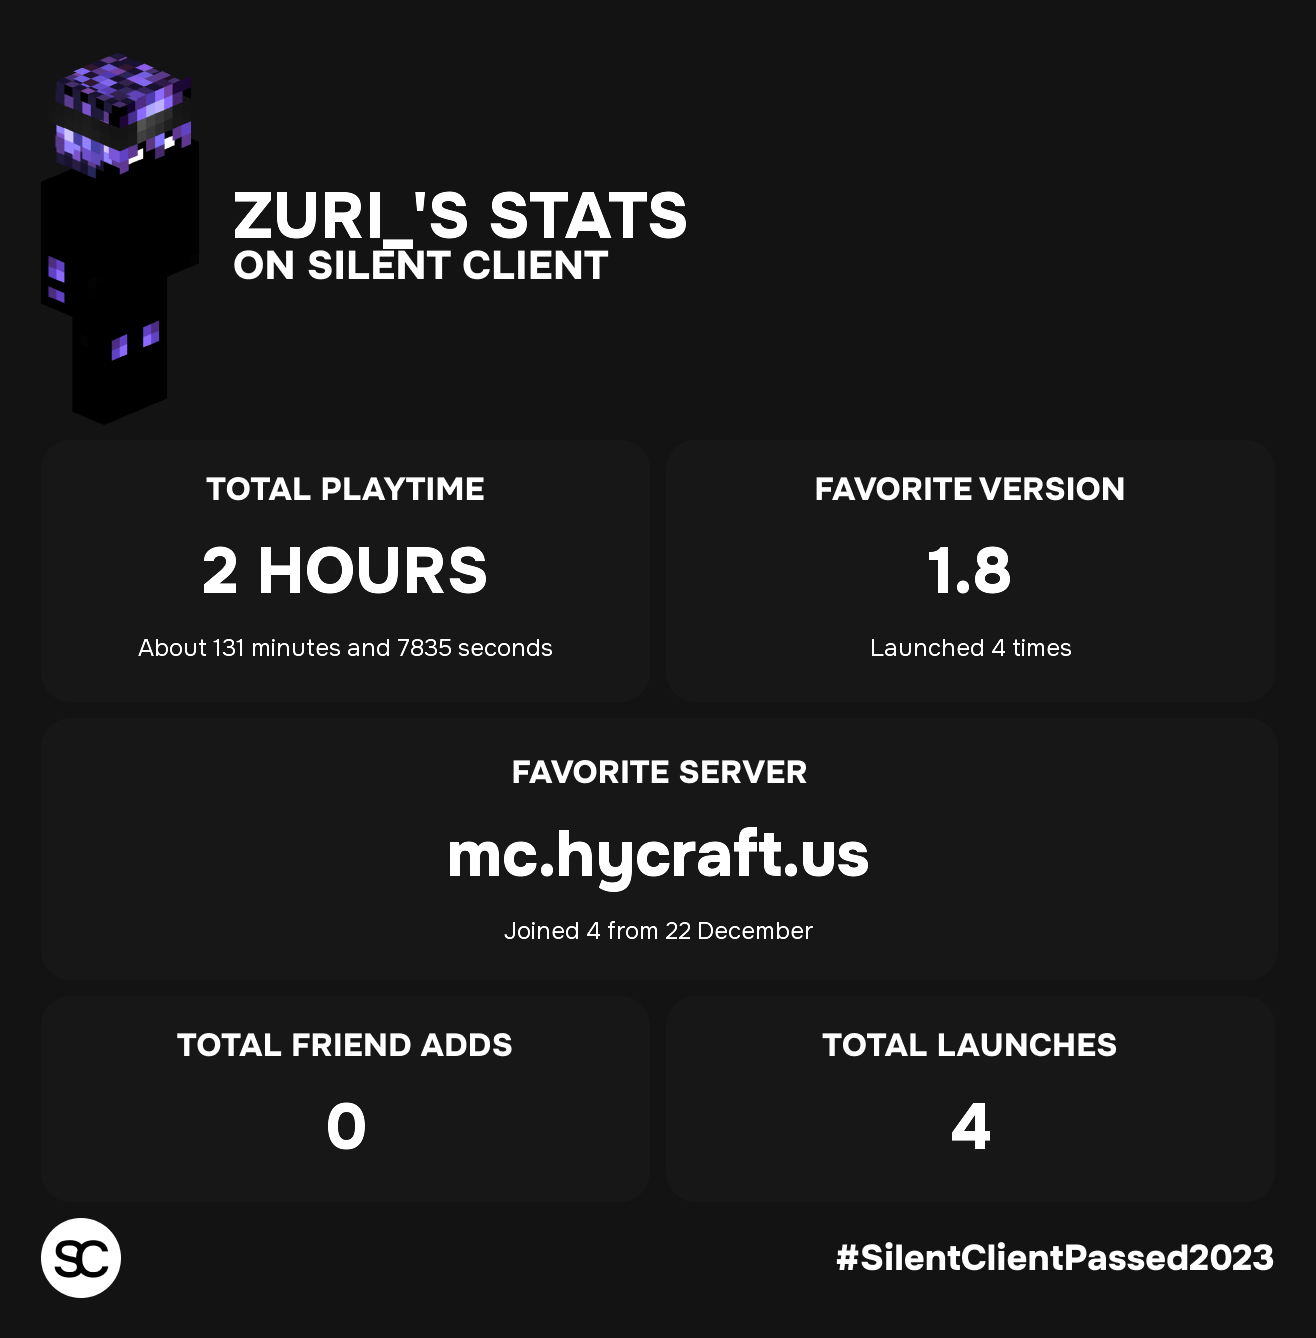 ZURI_'S STATS
ON SILENT CLIENT
TOTAL PLAYTIME
2 HOURS
About 131 minutes and 7835 seconds
FAVORITE VERSION
1.8
Launched 4 times
FAVORITE SERVER
mc.hycraft.us
Joined 4 from 22 December
TOTAL FRIEND ADDS
0
TOTAL LAUNCHES
4
SC
#SilentClientPassed2023